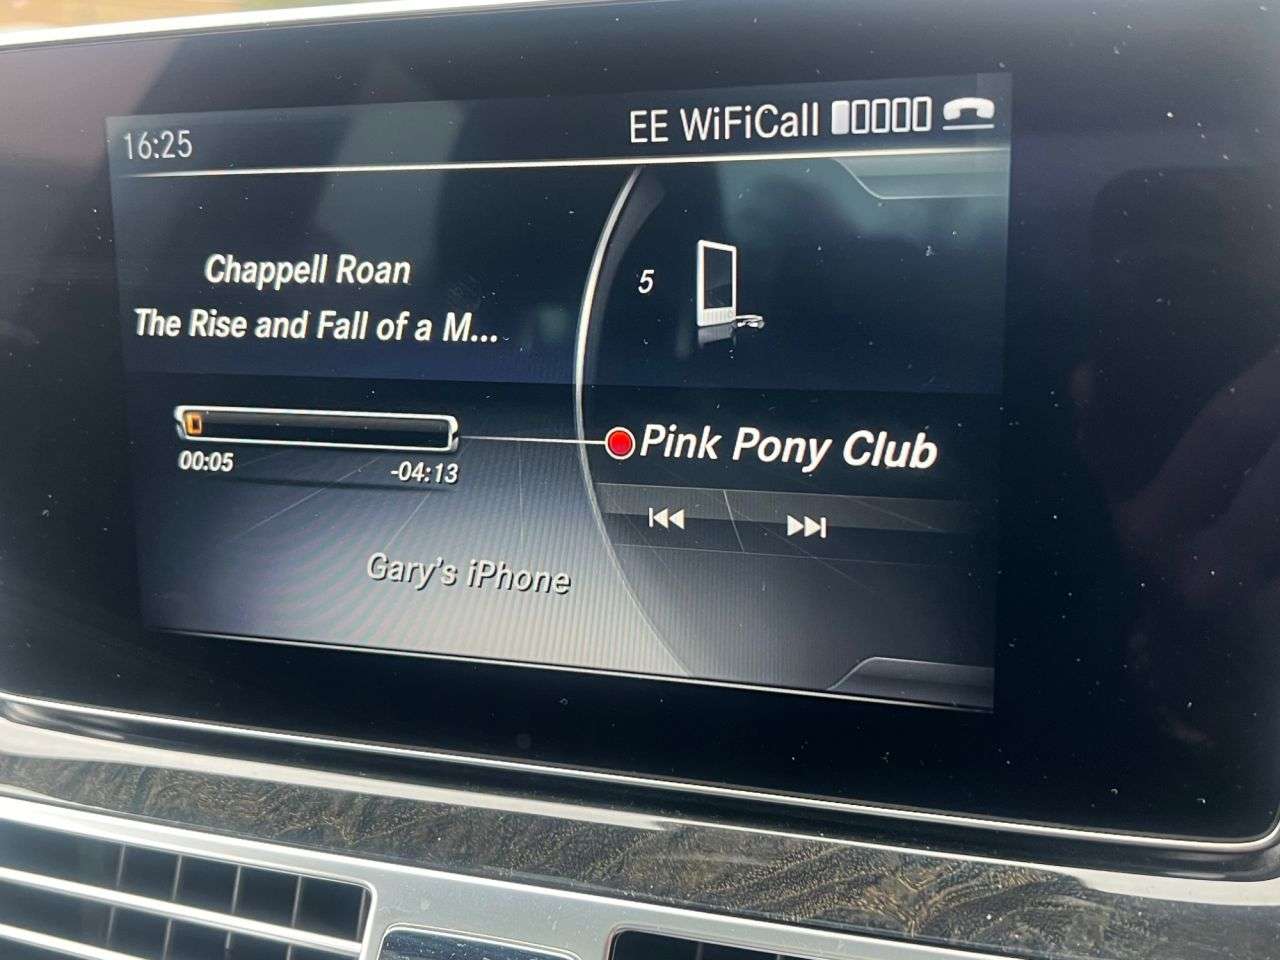 16:25
EE WiFiCall
Chappell Roan
The Rise and Fall of a M...
5
00:05
-04:13
Pink Pony Club
Gary's iPhone